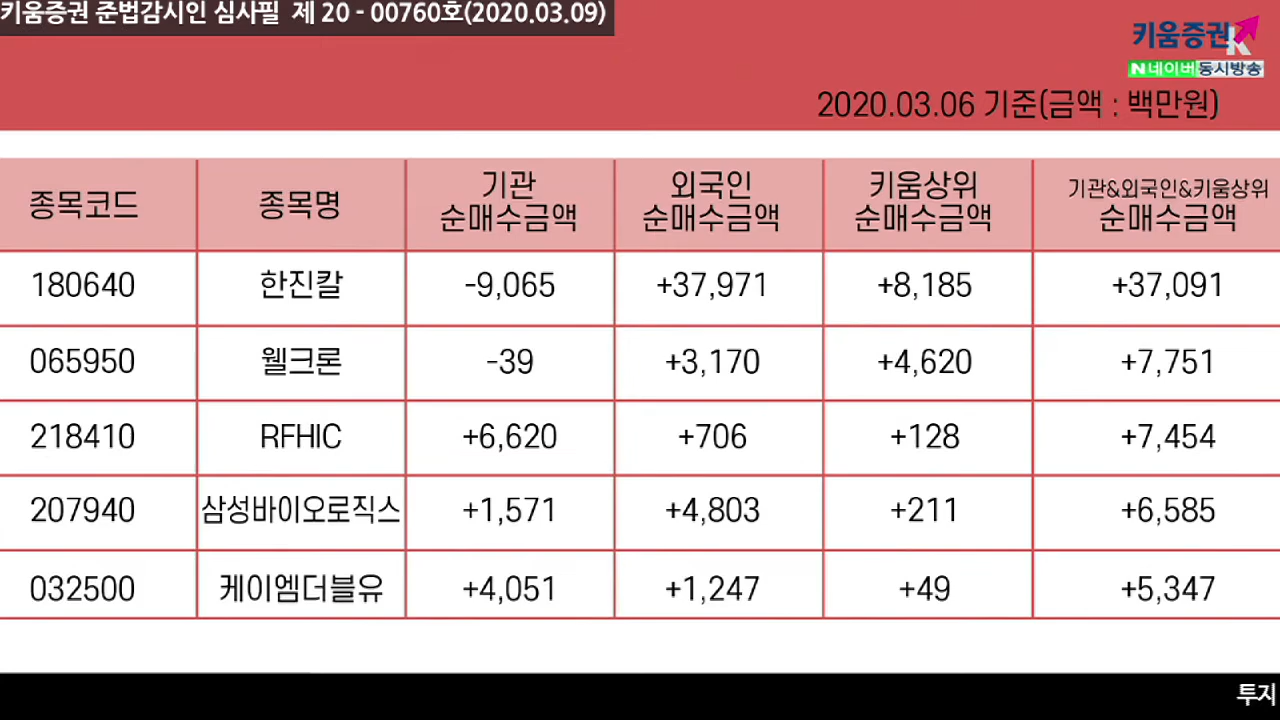 키움증권 준법감시인 심사필 제 20 - 00760호(2020.03.09)
키움증권
N 네이버 동시방송
2020.03.06 기준(금액 : 백만원)
종목코드 종목명 기관 순매수금액 외국인 순매수금액 키움상위 순매수금액 기관&외국인&키움상위 순매수금액
180640 한진칼 -9,065 +37,971 +8,185 +37,091
065950 웰크론 -39 +3,170 +4,620 +7,751
218410 RFHIC +6,620 +706 +128 +7,454
207940 삼성바이오로직스 +1,571 +4,803 +211 +6,585
032500 케이엠더블유 +4,051 +1,247 +49 +5,347
투자